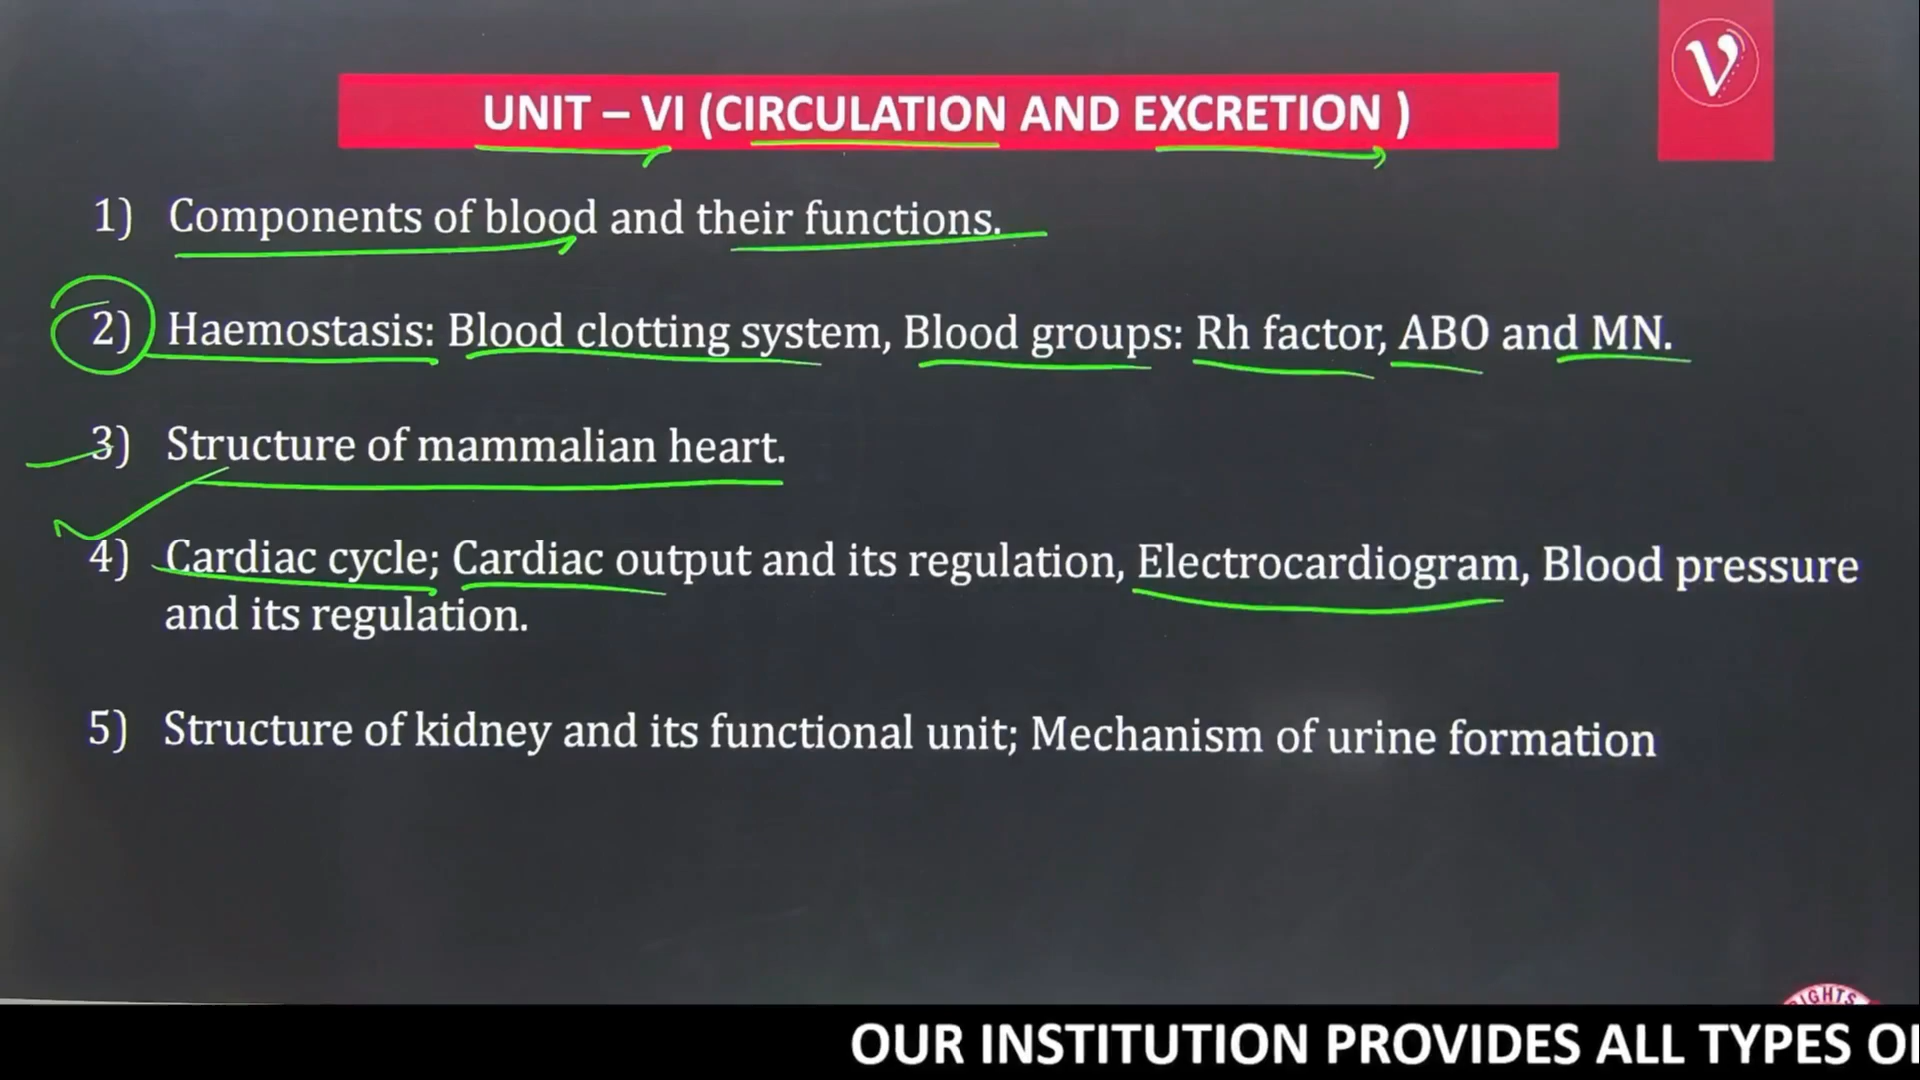 UNIT – VI (CIRCULATION AND EXCRETION )
1) Components of blood and their functions.
2) Haemostasis: Blood clotting system, Blood groups: Rh factor, ABO and MN.
3) Structure of mammalian heart.
4) Cardiac cycle; Cardiac output and its regulation, Electrocardiogram, Blood pressure
and its regulation.
5) Structure of kidney and its functional unit; Mechanism of urine formation
RIGHTS
OUR INSTITUTION PROVIDES ALL TYPES